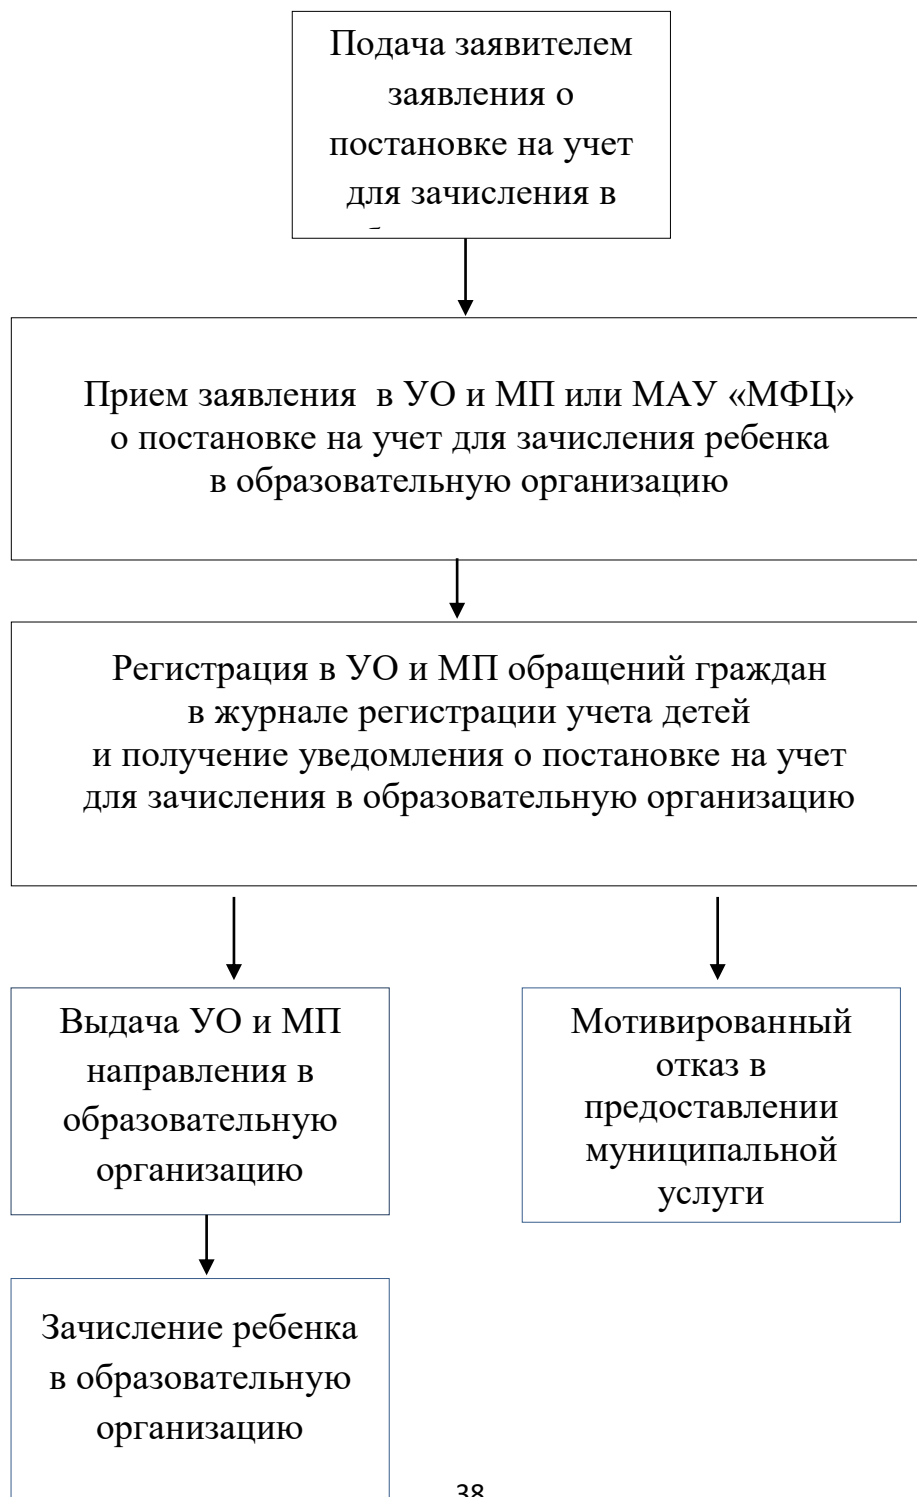 Подача заявителем
заявления о
постановке на учет
для зачисления в
Прием заявления в УО и МП или МАУ «МФЦ»
о постановке на учет для зачисления ребенка
в образовательную организацию
Регистрация в УО и МП обращений граждан
в журнале регистрации учета детей
и получение уведомления о постановке на учет
для зачисления в образовательную организацию
Выдача УО и МП
направления в
образовательную
организацию
Мотивированный
отказ в
предоставлении
муниципальной
услуги
Зачисление ребенка
в образовательную
организацию
38